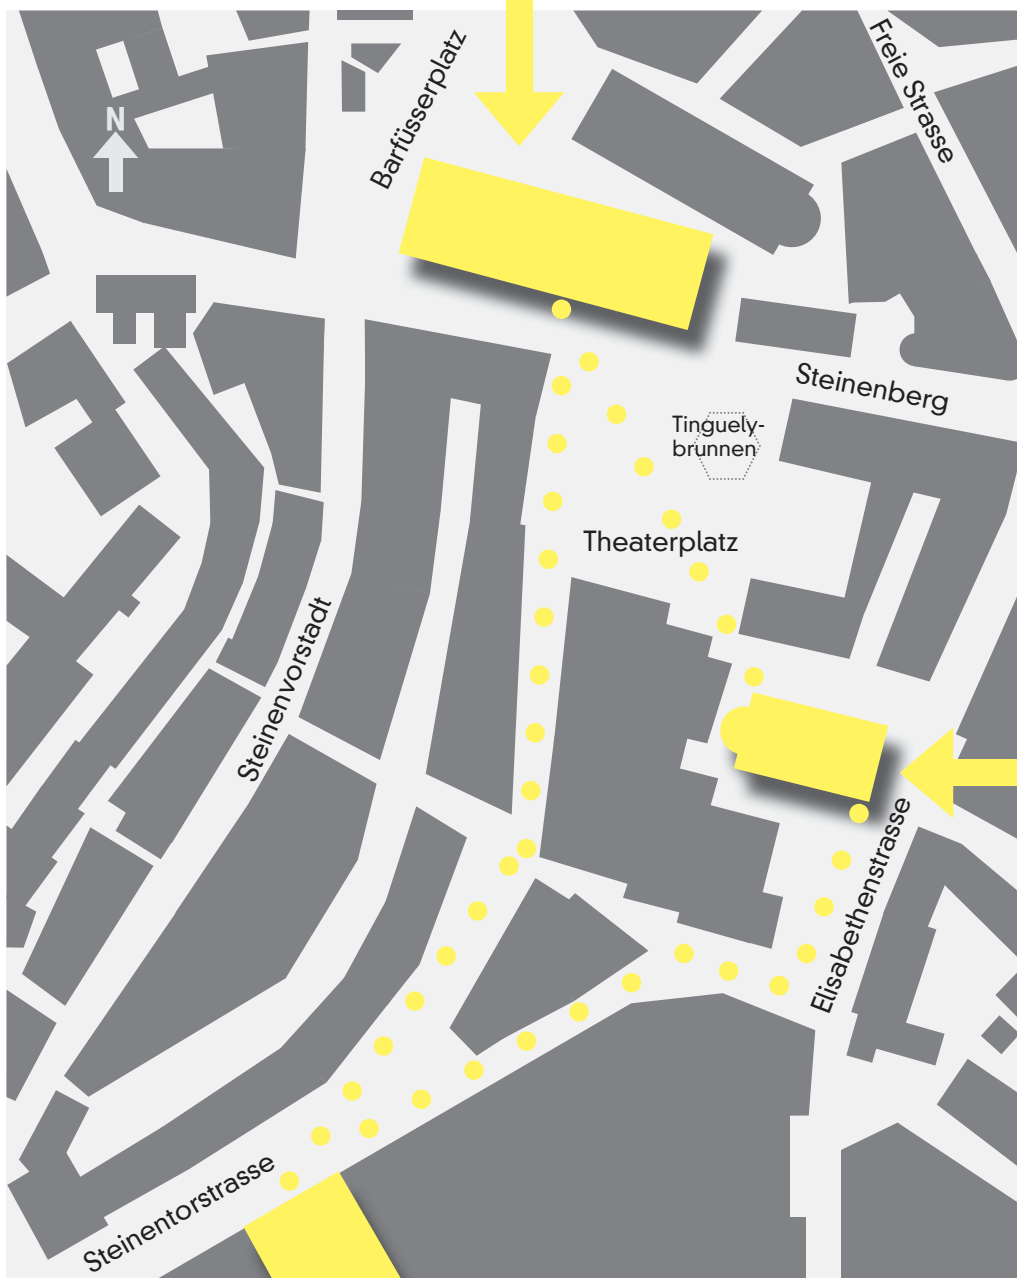 Freie Strasse
Barfüsserplatz
N
Steinenberg
Tinguely-
brunnen
Theaterplatz
Steinenvorstadt
Elisabethenstrasse
Steinentorstrasse